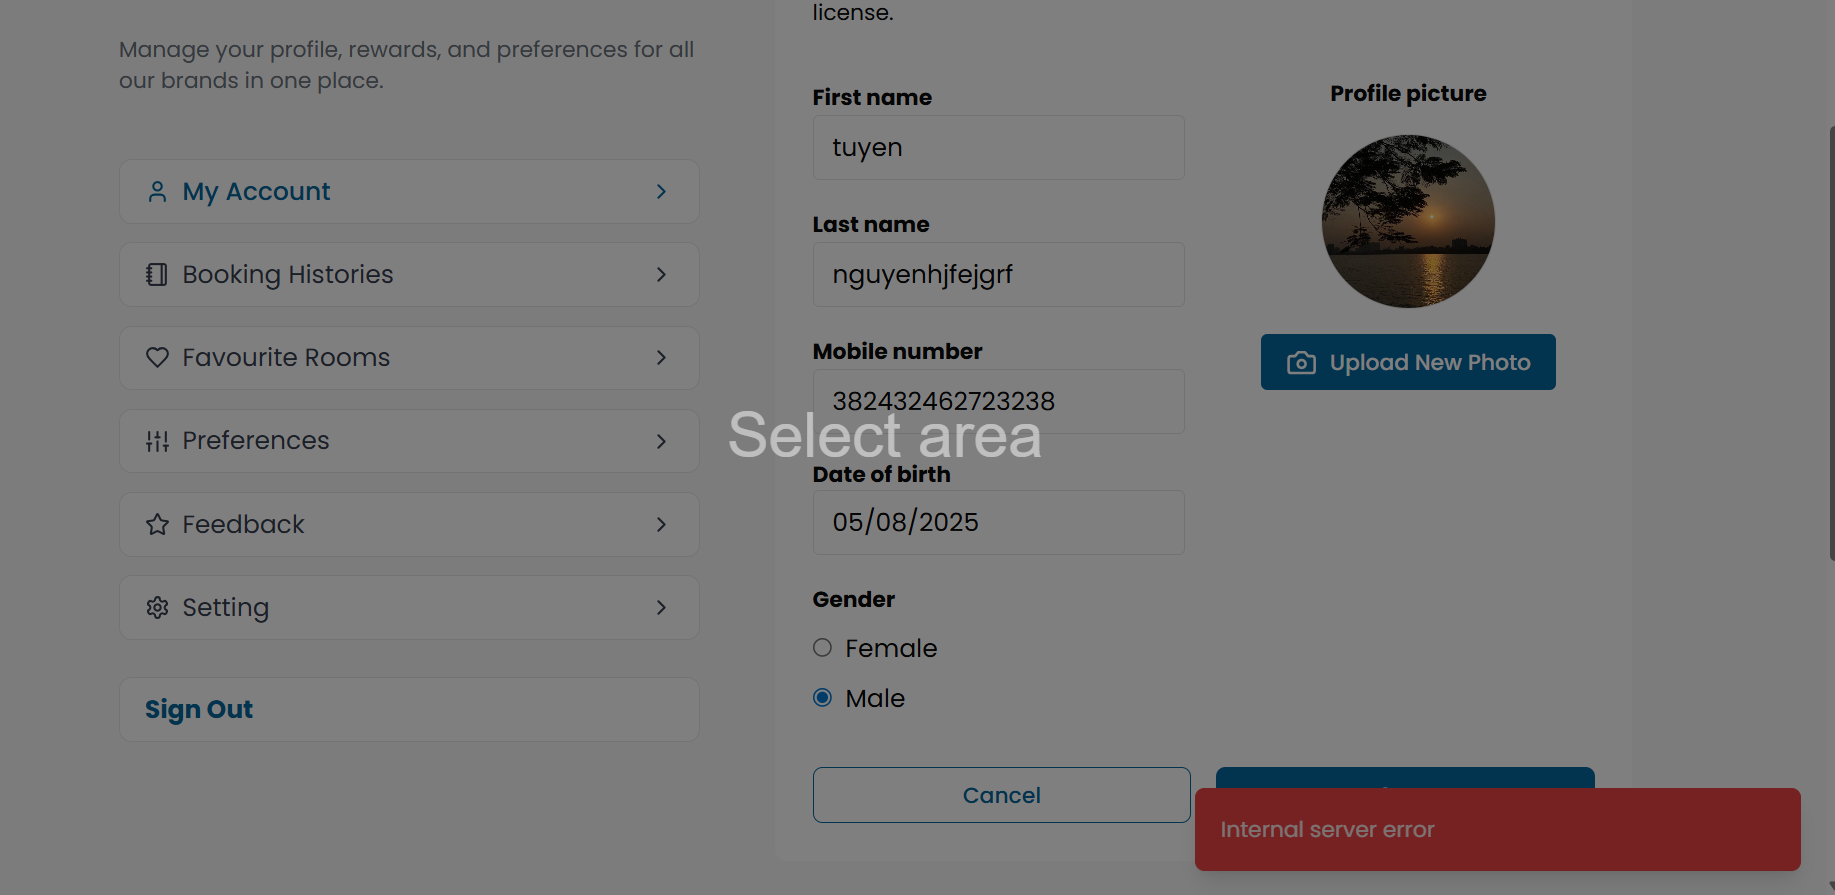 license.
Manage your profile, rewards, and preferences for all
our brands in one place.
My Account
Booking Histories
Favourite Rooms
Preferences
Feedback
Setting
Sign Out
First name
tuyen
Last name
nguyenhjfejgrf
Mobile number
382432462723238
Select area
Date of birth
05/08/2025
Gender
Female
Male
Profile picture
Upload New Photo
Cancel
Internal server error